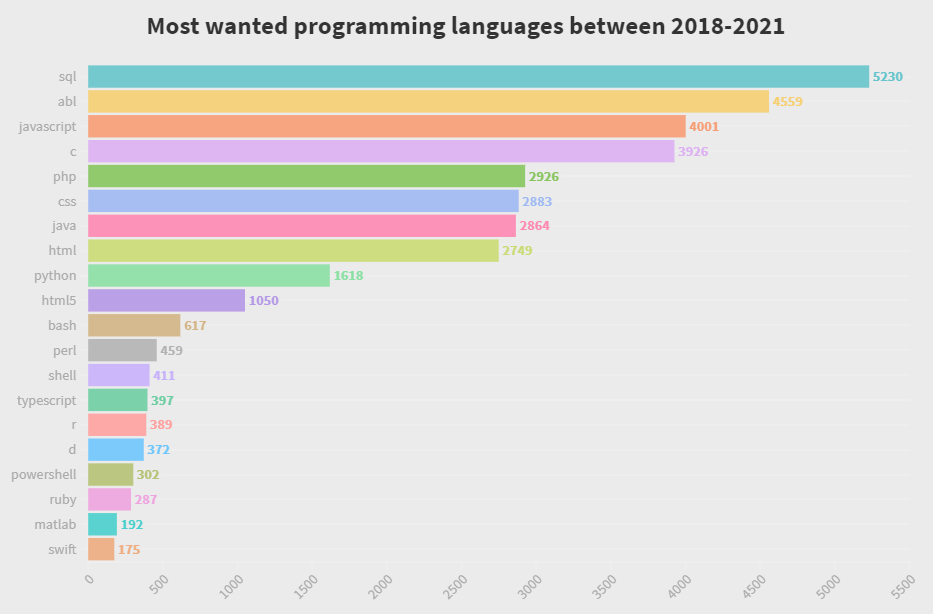 Most wanted programming languages between 2018-2021
sql 5230
abl 4559
javascript 4001
c 3926
php 2926
css 2883
java 2864
html 2749
python 1618
html5 1050
bash 617
perl 459
shell 411
typescript 397
r 389
d 372
powershell 302
ruby 287
matlab 192
swift 175
0 500 1000 1500 2000 2500 3000 3500 4000 4500 5000 5500